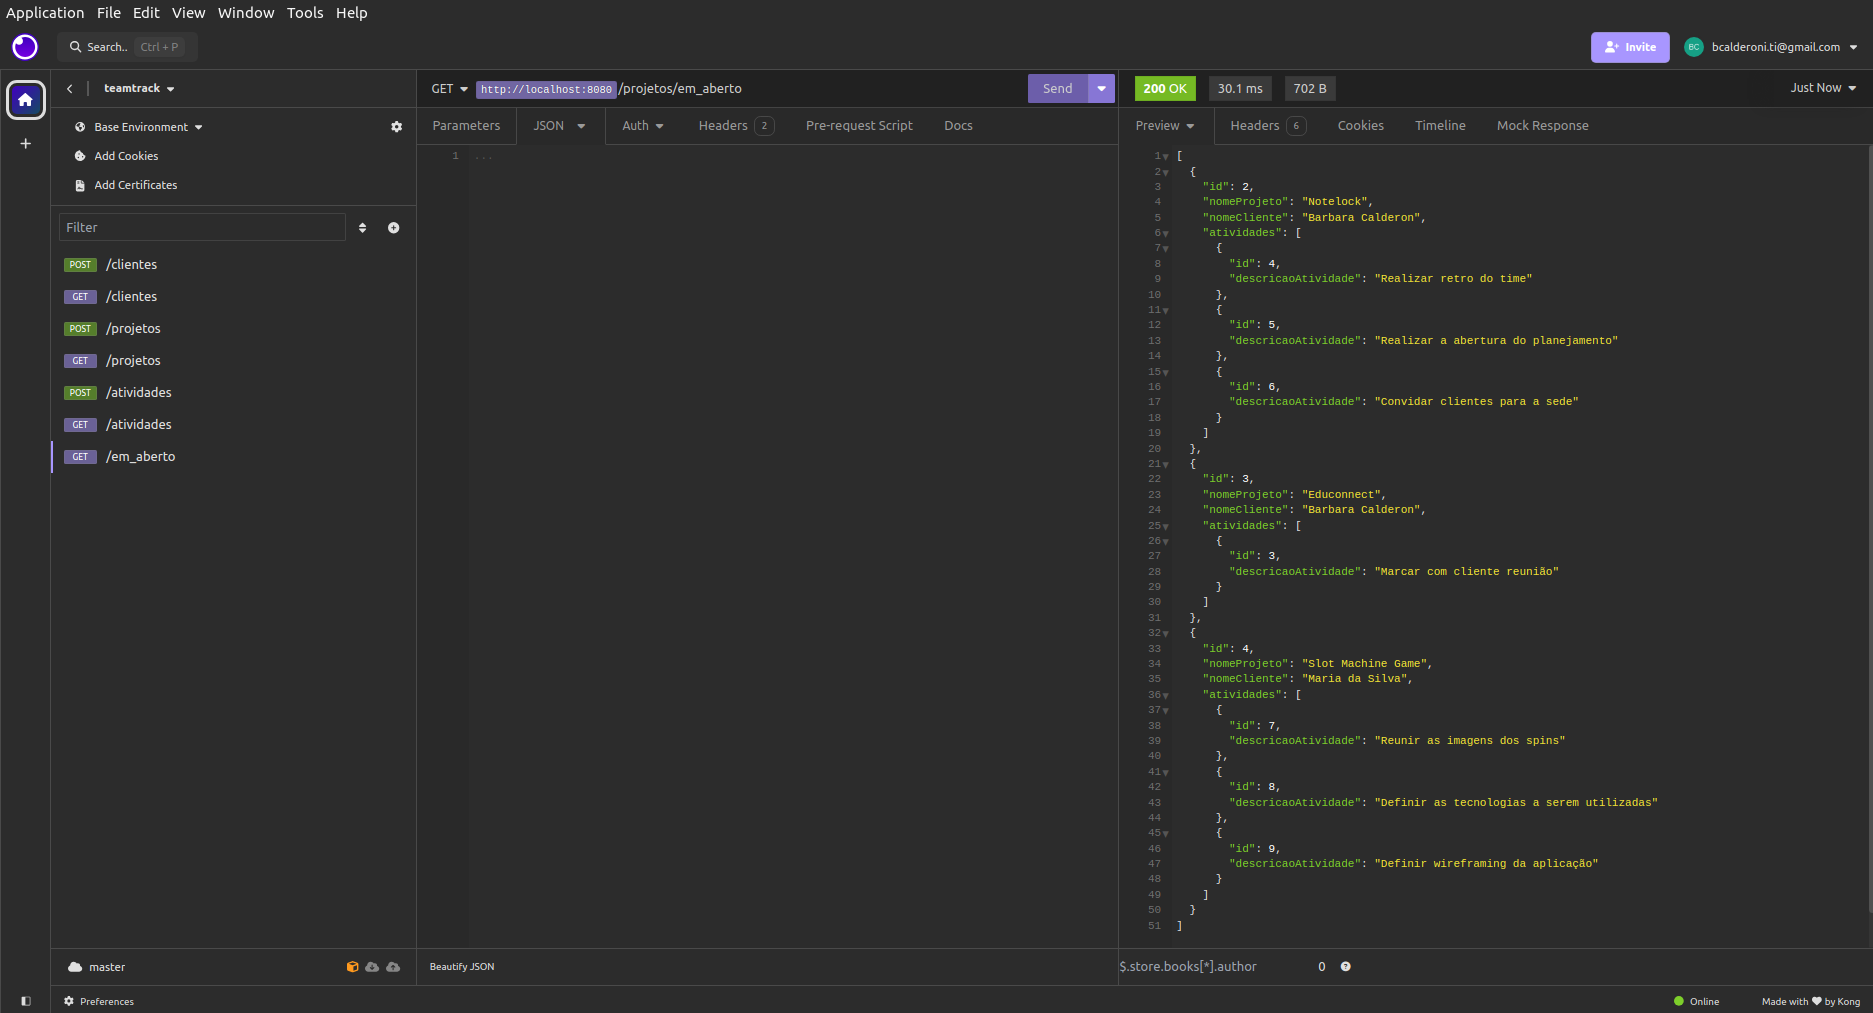 Application File Edit View Window Tools Help
Search.. Ctrl + P
Invite
BC bcalderoni.ti@gmail.com
teamtrack
GET http://localhost:8080/projetos/em_aberto
Send
200 OK 30.1 ms 702 B
Just Now
Base Environment
Add Cookies
Add Certificates
Filter
POST /clientes
GET /clientes
POST /projetos
GET /projetos
POST /atividades
GET /atividades
GET /em_aberto
Parameters JSON Auth Headers 2 Pre-request Script Docs
1 ...
Preview Headers 6 Cookies Timeline Mock Response
1 [
2 {
3 "id": 2,
4 "nomeProjeto": "Notelock",
5 "nomeCliente": "Barbara Calderon",
6 "atividades": [
7 {
8 "id": 4,
9 "descricaoAtividade": "Realizar retro do time"
10 },
11 {
12 "id": 5,
13 "descricaoAtividade": "Realizar a abertura do planejamento"
14 },
15 {
16 "id": 6,
17 "descricaoAtividade": "Convidar clientes para a sede"
18 }
19 ]
20 },
21 {
22 "id": 3,
23 "nomeProjeto": "Educonnect",
24 "nomeCliente": "Barbara Calderon",
25 "atividades": [
26 {
27 "id": 3,
28 "descricaoAtividade": "Marcar com cliente reunião"
29 }
30 ]
31 },
32 {
33 "id": 4,
34 "nomeProjeto": "Slot Machine Game",
35 "nomeCliente": "Maria da Silva",
36 "atividades": [
37 {
38 "id": 7,
39 "descricaoAtividade": "Reunir as imagens dos spins"
40 },
41 {
42 "id": 8,
43 "descricaoAtividade": "Definir as tecnologias a serem utilizadas"
44 },
45 {
46 "id": 9,
47 "descricaoAtividade": "Definir wireframing da aplicação"
48 }
49 ]
50 }
51 ]
master
Beautify JSON
$.store.books[*].author 0
Preferences
Online
Made with ♥ by Kong